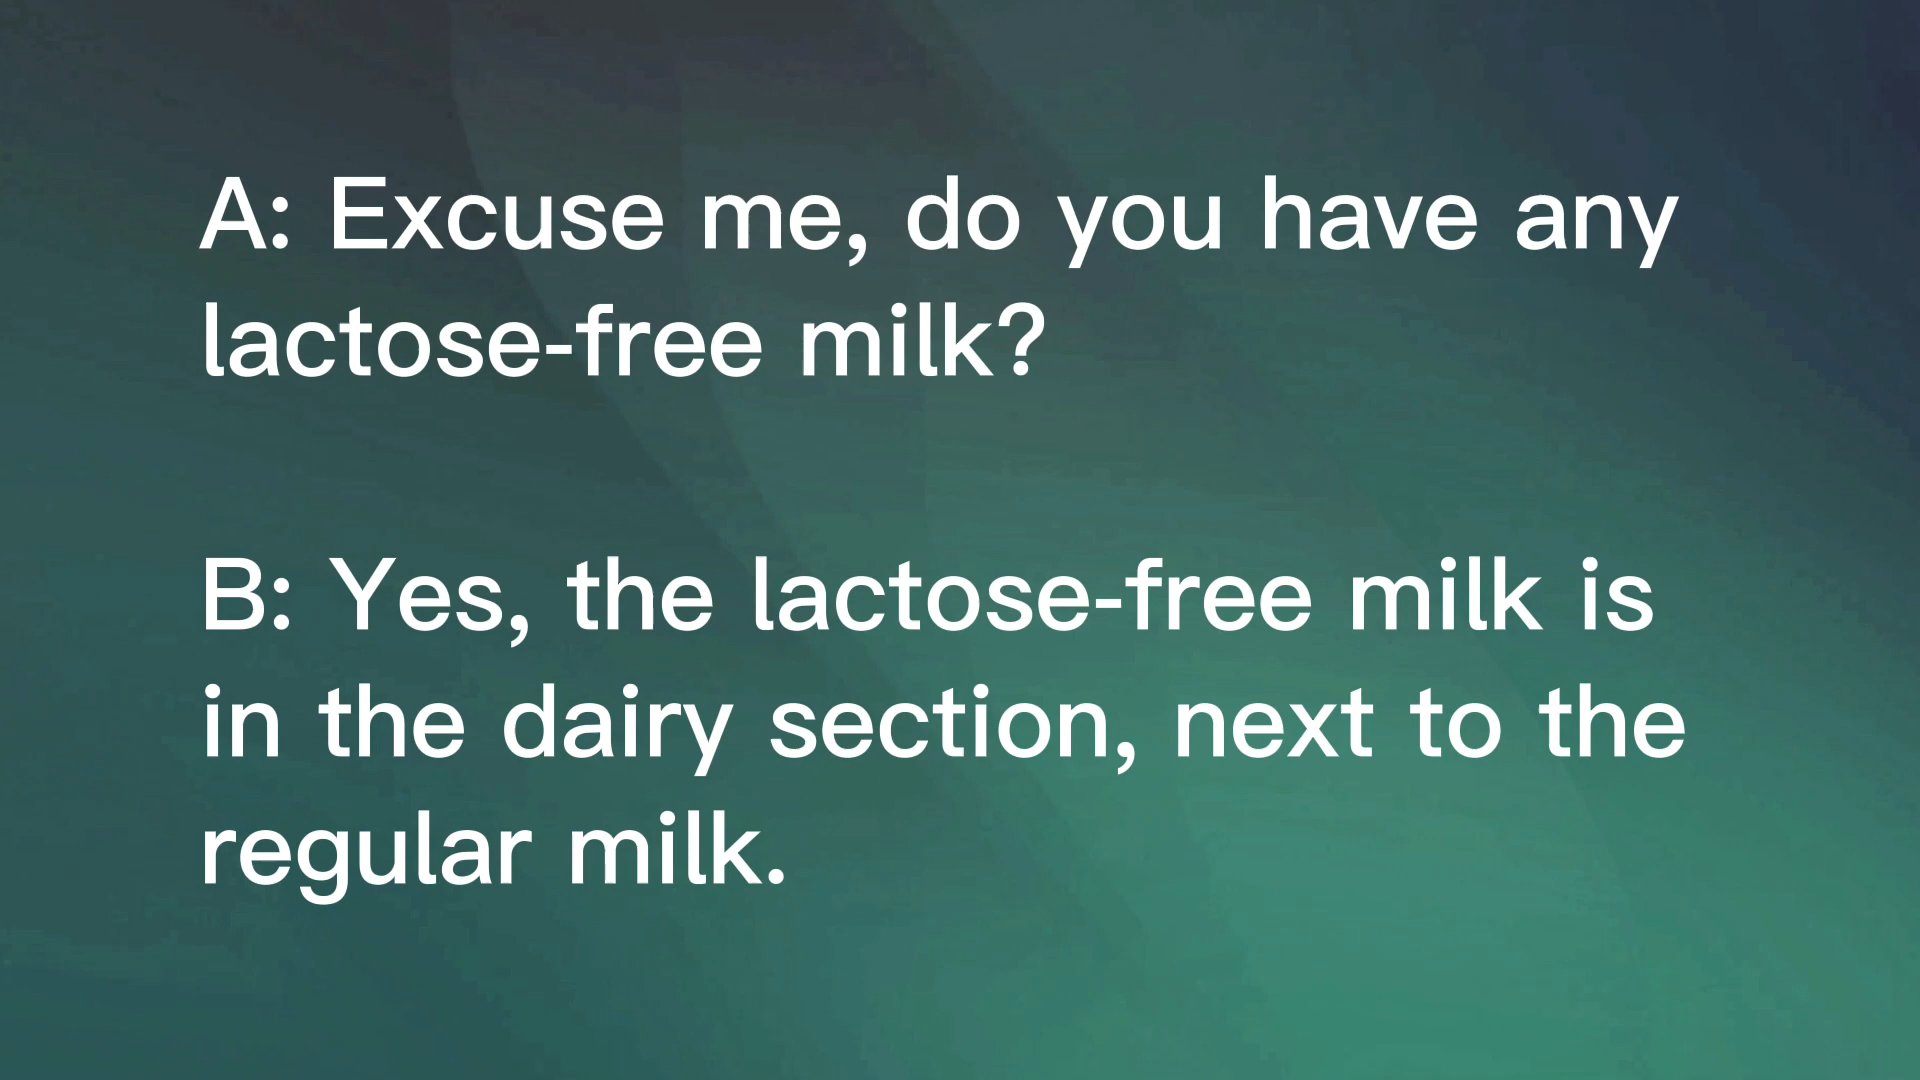 A: Excuse me, do you have any
lactose-free milk?
B: Yes, the lactose-free milk is
in the dairy section, next to the
regular milk.